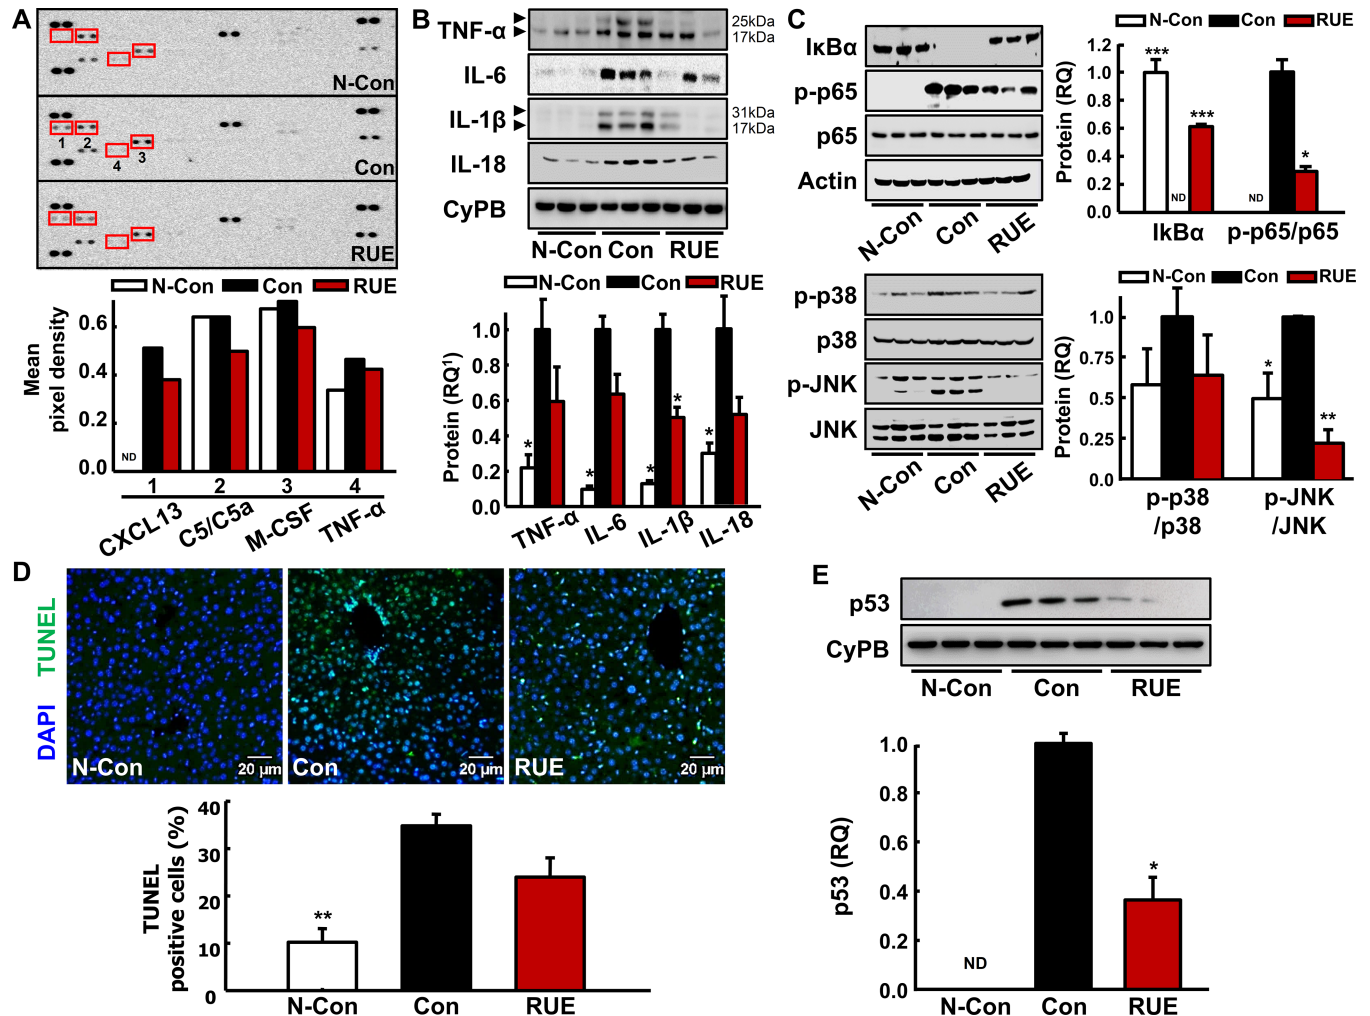 A
N-Con
1 2 3 4
Con
RUE
N-Con Con RUE
Mean
pixel density
0.6
0.4
0.2
0.0
ND
1 2 3 4
CXCL13 C5/C5a M-CSF TNF-α
B
TNF-α 25kDa
17kDa
IL-6
IL-1β 31kDa
17kDa
IL-18
CyPB
N-Con Con RUE
N-Con Con RUE
Protein (RQ¹)
1.0
0.8
0.6
0.4
0.2
0.0
* * * * *
TNF-α IL-6 IL-1β IL-18
C
IκBα
p-p65
p65
Actin
N-Con Con RUE
N-Con Con RUE
Protein (RQ)
1.2
1.0
0.8
0.6
0.4
0.2
0.0
*** ND *** ND *
IkBα p-p65/p65
p-p38
p38
p-JNK
JNK
N-Con Con RUE
N-Con Con RUE
Protein (RQ)
1.0
0.75
0.5
0.25
0
* **
p-p38
/p38
p-JNK
/JNK
D
DAPI TUNEL
N-Con 20 μm
Con 20 μm
RUE 20 μm
TUNEL
positive cells (%)
40
30
20
10
0
**
N-Con Con RUE
E
p53
CyPB
N-Con Con RUE
p53 (RQ)
1.0
0.8
0.6
0.4
0.2
0
ND *
N-Con Con RUE